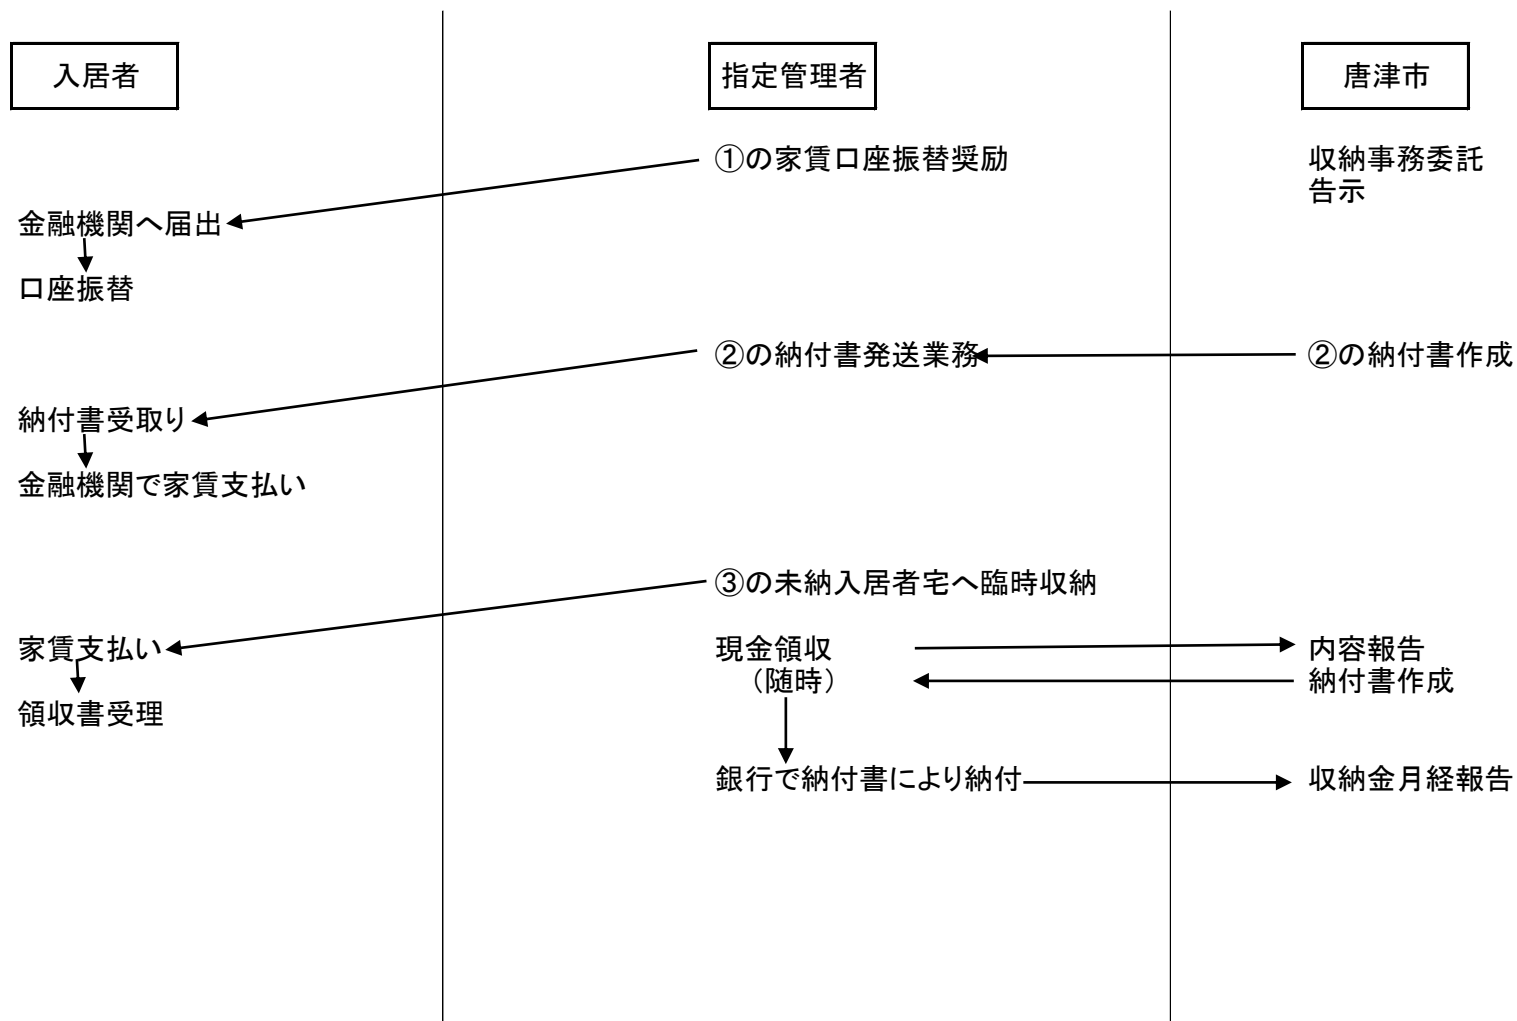 入居者
指定管理者
唐津市
①の家賃口座振替奨励
収納事務委託
告示
金融機関へ届出
口座振替
②の納付書発送業務
②の納付書作成
納付書受取り
金融機関で家賃支払い
③の未納入居者宅へ臨時収納
家賃支払い
現金領収
内容報告
（随時）
納付書作成
領収書受理
銀行で納付書により納付
収納金月経報告